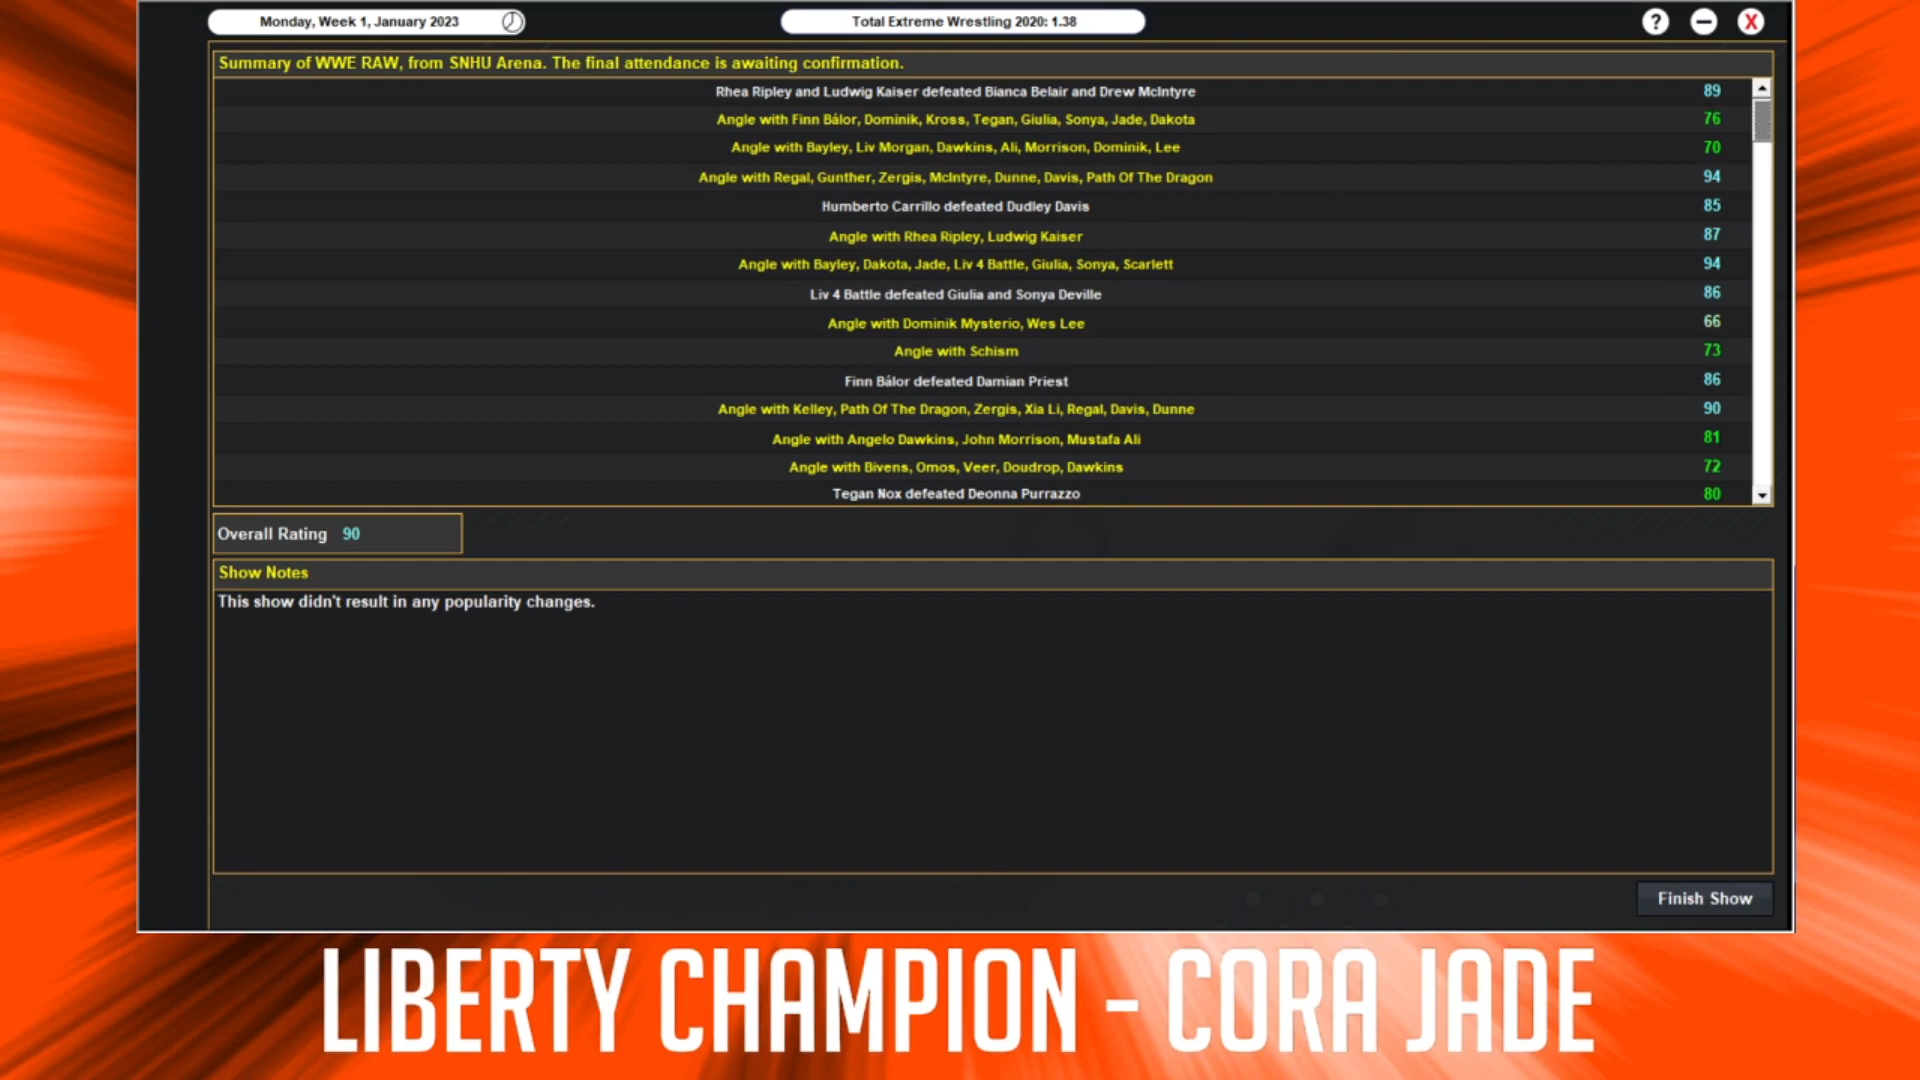 Monday, Week 1, January 2023
Total Extreme Wrestling 2020: 1.38
?
X
Summary of WWE RAW, from SNHU Arena. The final attendance is awaiting confirmation.
Rhea Ripley and Ludwig Kaiser defeated Bianca Belair and Drew McIntyre 89
Angle with Finn Bálor, Dominik, Kross, Tegan, Giulia, Sonya, Jade, Dakota 76
Angle with Bayley, Liv Morgan, Dawkins, Ali, Morrison, Dominik, Lee 70
Angle with Regal, Gunther, Zergis, McIntyre, Dunne, Davis, Path Of The Dragon 94
Humberto Carrillo defeated Dudley Davis 85
Angle with Rhea Ripley, Ludwig Kaiser 87
Angle with Bayley, Dakota, Jade, Liv 4 Battle, Giulia, Sonya, Scarlett 94
Liv 4 Battle defeated Giulia and Sonya Deville 86
Angle with Dominik Mysterio, Wes Lee 66
Angle with Schism 73
Finn Bálor defeated Damian Priest 86
Angle with Kelley, Path Of The Dragon, Zergis, Xia Li, Regal, Davis, Dunne 90
Angle with Angelo Dawkins, John Morrison, Mustafa Ali 81
Angle with Bivens, Omos, Veer, Doudrop, Dawkins 72
Tegan Nox defeated Deonna Purrazzo 80
Overall Rating 90
Show Notes
This show didn't result in any popularity changes.
Finish Show
LIBERTY CHAMPION - CORA JADE